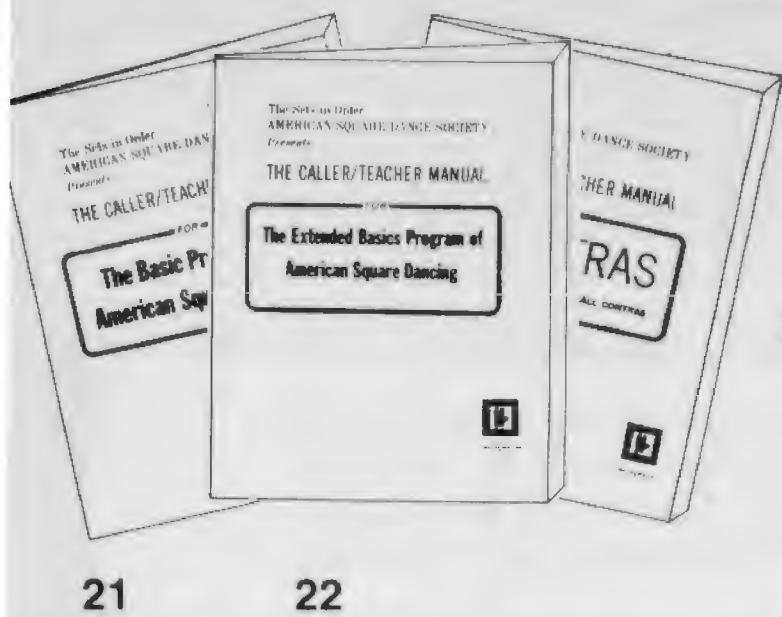 The Sets in Order
AMERICAN SQUARE DAN
Presents
THE CALLER/TEACH
FOR
The Basic Pr
American Squ
The Sets in Order
AMERICAN SQUARE DANCE SOCIETY
Presents
THE CALLER/TEACHER MANUAL
FOR
The Extended Basics Program of
American Square Dancing
DANCE SOCIETY
HER MANUAL
TRAS
ALL CONTRAS
21 22